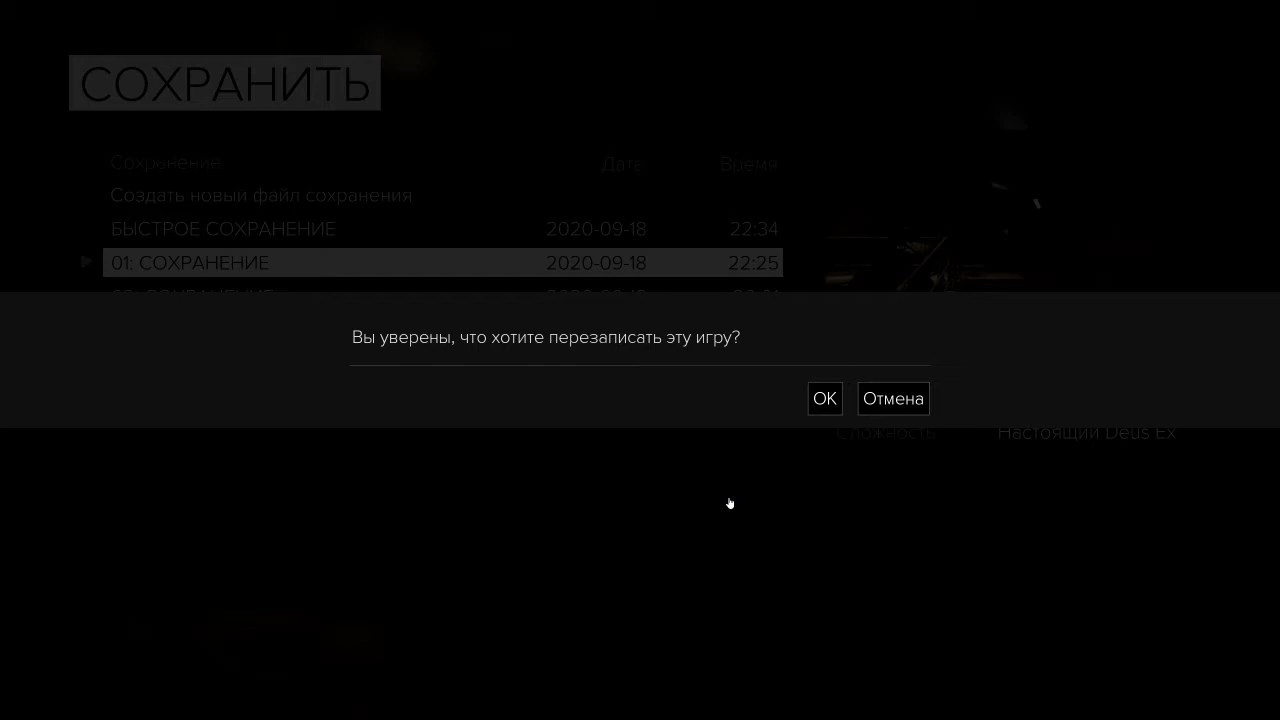 СОХРАНИТЬ
Сохранение Дата Время
Создать новый файл сохранения
БЫСТРОЕ СОХРАНЕНИЕ 2020-09-18 22:34
01: СОХРАНЕНИЕ 2020-09-18 22:25
Вы уверены, что хотите перезаписать эту игру?
OK Отмена
Сложность Настоящий Deus Ex